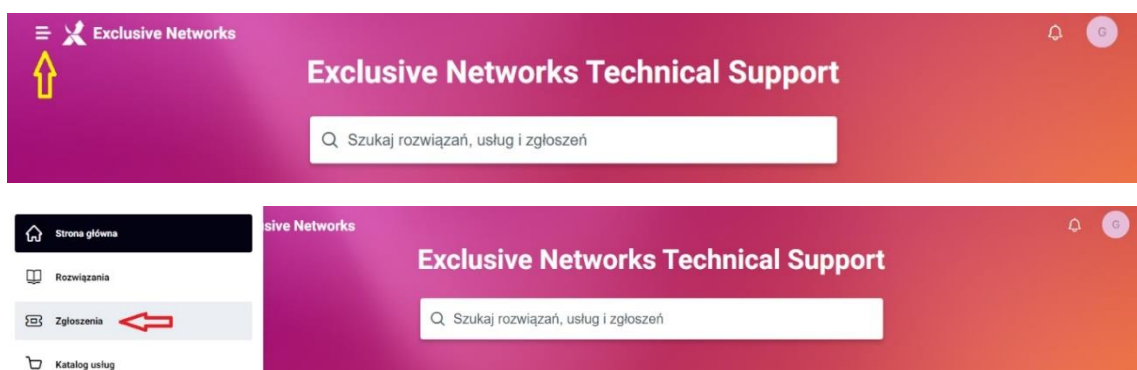 Exclusive Networks
G
Exclusive Networks Technical Support
Szukaj rozwiązań, usług i zgłoszeń
Strona główna
sive Networks
G
Exclusive Networks Technical Support
Rozwiązania
Szukaj rozwiązań, usług i zgłoszeń
Zgłoszenia
Katalog usług